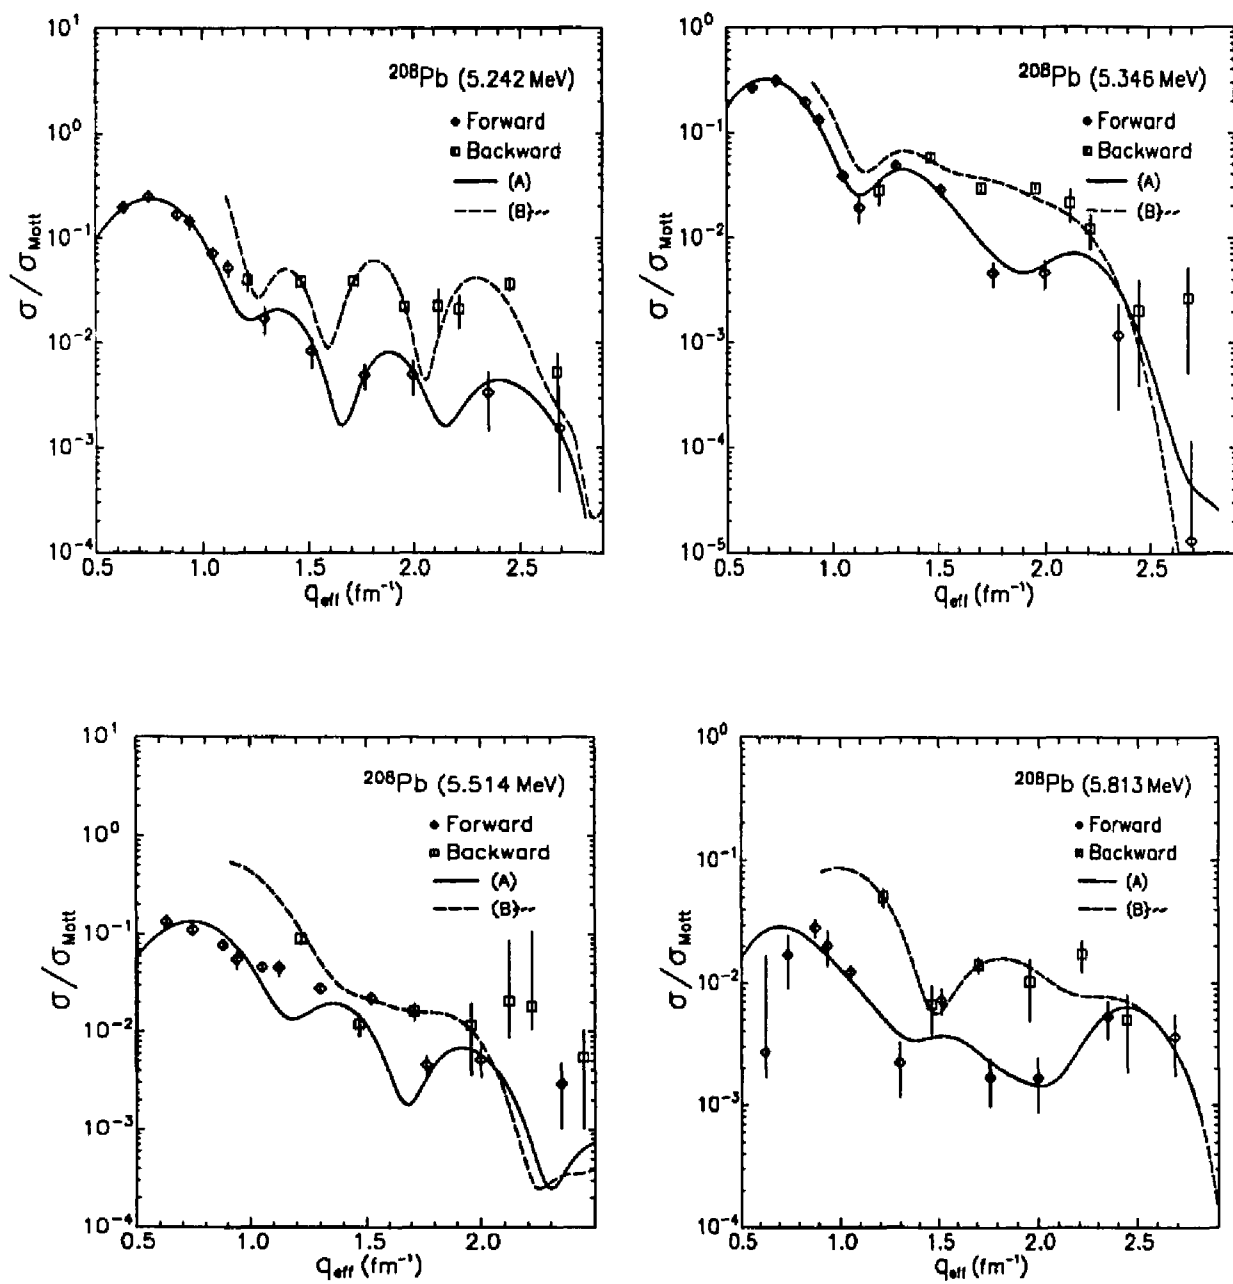 10¹
²⁰⁸Pb (5.242 MeV)
10⁰
Forward
Backward
(A)
(B)
10⁻¹
10⁻²
10⁻³
10⁻⁴
σ/σMott
0.5 1.0 1.5 2.0 2.5
qeff (fm⁻¹)
10⁰
²⁰⁸Pb (5.346 MeV)
Forward
10⁻¹
Backward
(A)
(B)
10⁻²
10⁻³
10⁻⁴
10⁻⁵
σ/σMott
0.5 1.0 1.5 2.0 2.5
qeff (fm⁻¹)
10¹
²⁰⁸Pb (5.514 MeV)
10⁰
Forward
Backward
(A)
(B)
10⁻¹
10⁻²
10⁻³
10⁻⁴
σ/σMott
0.5 1.0 1.5 2.0
qeff (fm⁻¹)
10⁰
²⁰⁸Pb (5.813 MeV)
Forward
Backward
10⁻¹
(A)
(B)
10⁻²
10⁻³
10⁻⁴
σ/σMott
0.5 1.0 1.5 2.0 2.5
qeff (fm⁻¹)